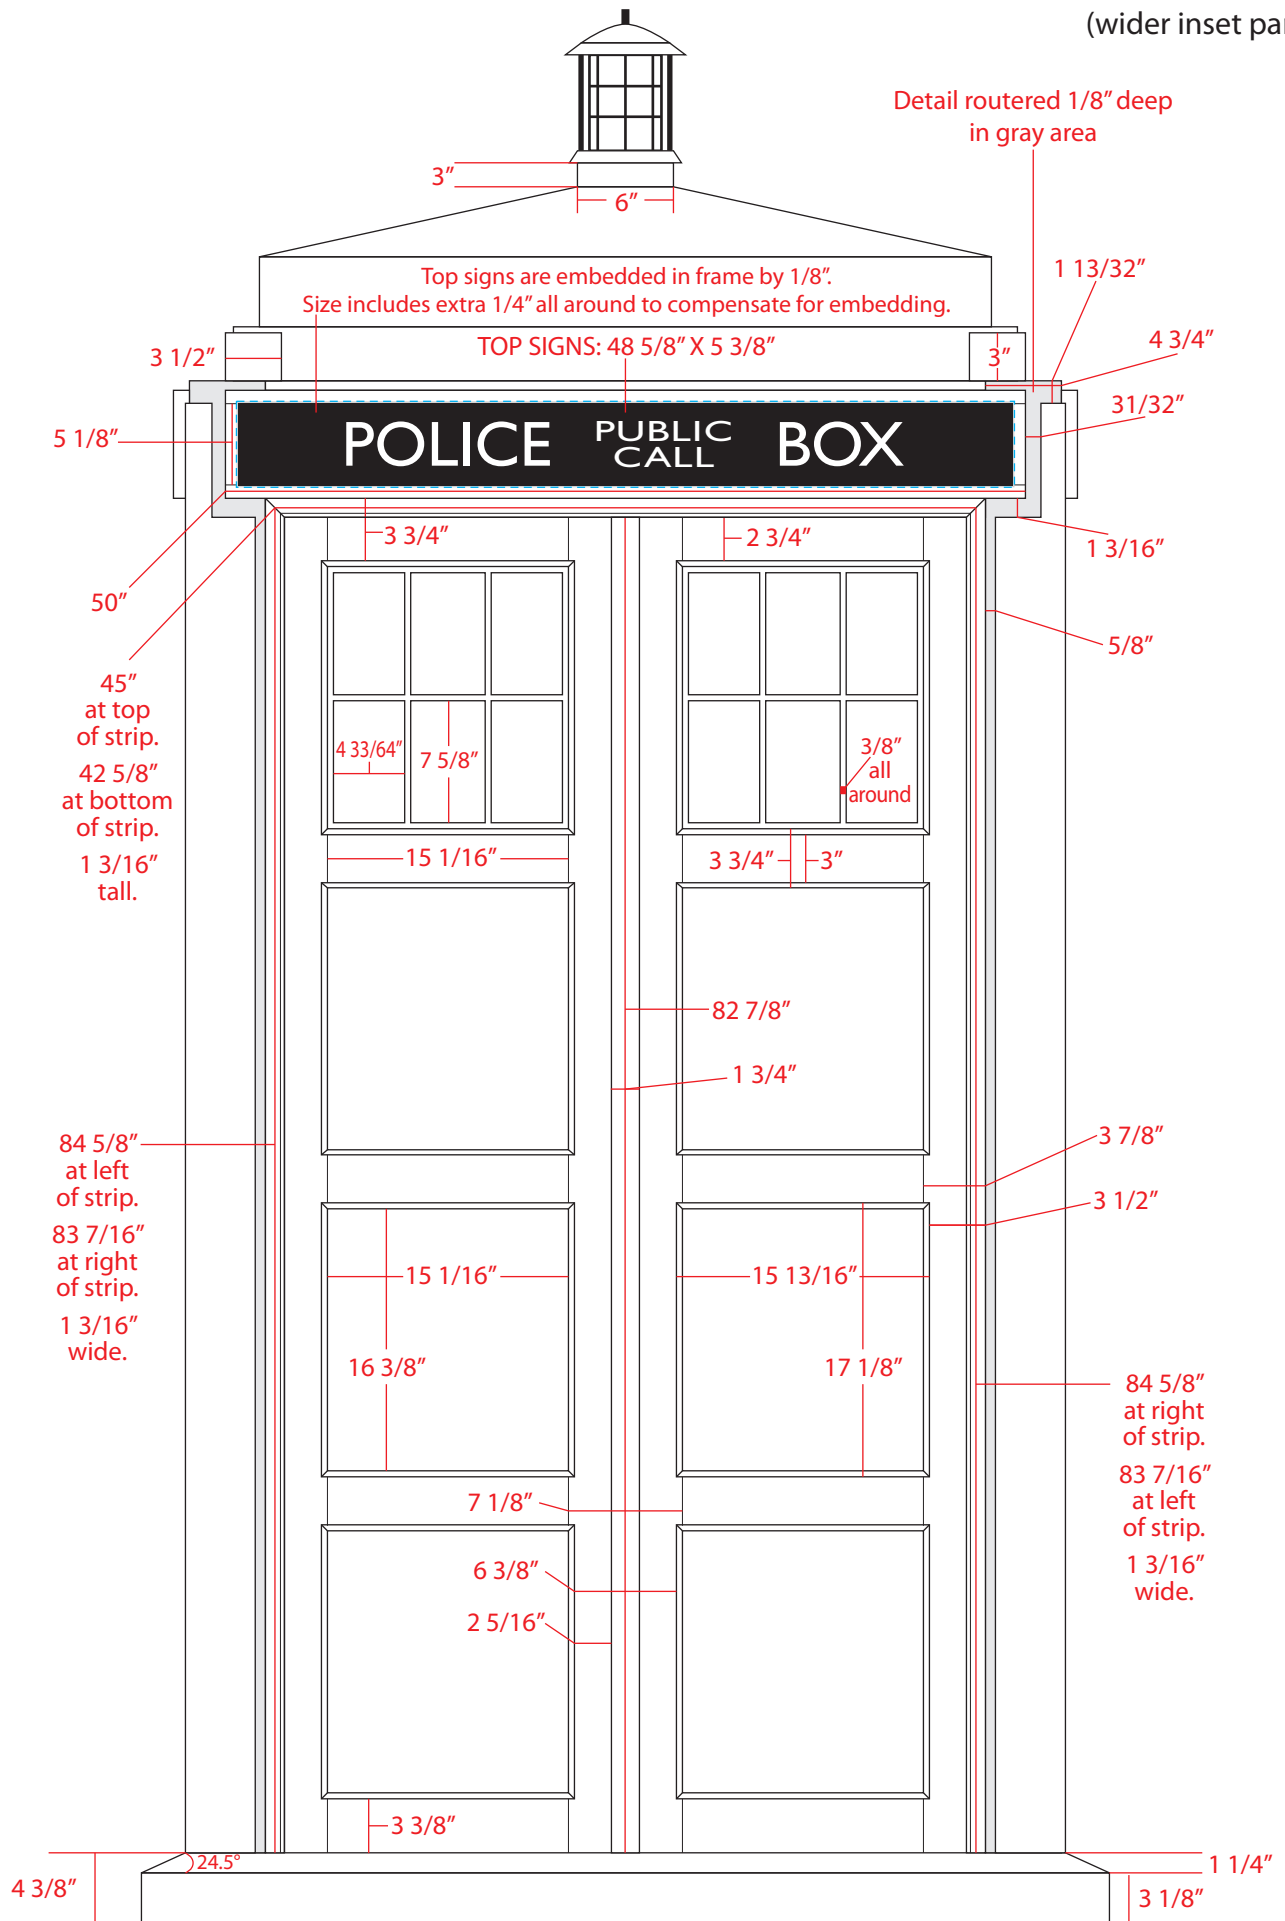 (wider inset pa
Detail routered 1/8” deep
in gray area
3”
6”
Top signs are embedded in frame by 1/8”.
Size includes extra 1/4” all around to compensate for embedding.
1 13/32”
3 1/2”
TOP SIGNS: 48 5/8” X 5 3/8”
3”
4 3/4”
31/32”
5 1/8”
POLICE PUBLIC CALL BOX
3 3/4”
2 3/4”
1 3/16”
50”
5/8”
45”
at top
of strip.
42 5/8”
at bottom
of strip.
1 3/16”
tall.
4 33/64”
7 5/8”
3/8”
all
around
15 1/16”
3 3/4”
3”
82 7/8”
1 3/4”
84 5/8”
at left
of strip.
83 7/16”
at right
of strip.
1 3/16”
wide.
3 7/8”
3 1/2”
15 1/16”
15 13/16”
16 3/8”
17 1/8”
84 5/8”
at right
of strip.
83 7/16”
at left
of strip.
1 3/16”
wide.
7 1/8”
6 3/8”
2 5/16”
3 3/8”
24.5°
4 3/8”
1 1/4”
3 1/8”